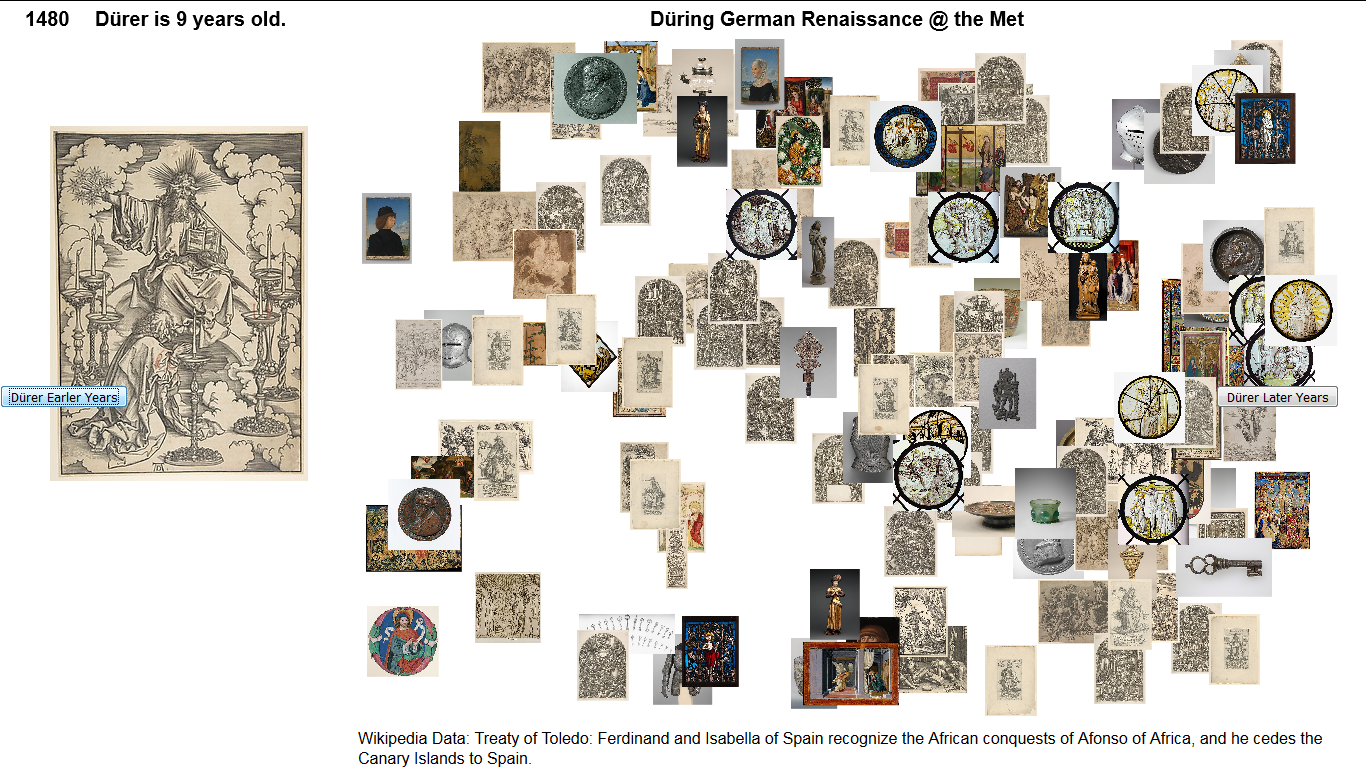 1480 Dürer is 9 years old.
Düring German Renaissance @ the Met
Dürer Earler Years
Dürer Later Years
Wikipedia Data: Treaty of Toledo: Ferdinand and Isabella of Spain recognize the African conquests of Afonso of Africa, and he cedes the
Canary Islands to Spain.